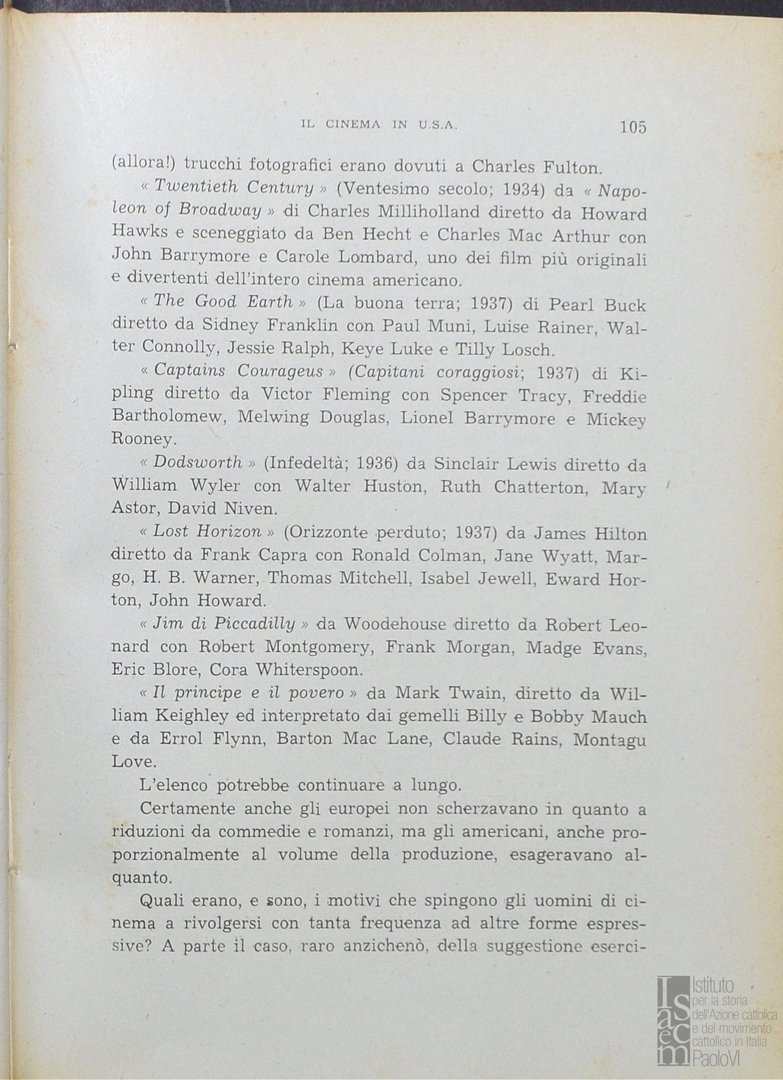 IL CINEMA IN U.S.A. 105
(allora!) trucchi fotografici erano dovuti a Charles Fulton.
« Twentieth Century » (Ventesimo secolo; 1934) da « Napo-
leon of Broadway » di Charles Milliholland diretto da Howard
Hawks e sceneggiato da Ben Hecht e Charles Mac Arthur con
John Barrymore e Carole Lombard, uno dei film più originali
e divertenti dell'intero cinema americano.
« The Good Earth » (La buona terra; 1937) di Pearl Buck
diretto da Sidney Franklin con Paul Muni, Luise Rainer, Wal-
ter Connolly, Jessie Ralph, Keye Luke e Tilly Losch.
« Captains Courageus » (Capitani coraggiosi; 1937) di Ki-
pling diretto da Victor Fleming con Spencer Tracy, Freddie
Bartholomew, Melwing Douglas, Lionel Barrymore e Mickey
Rooney.
« Dodsworth » (Infedeltà; 1936) da Sinclair Lewis diretto da
William Wyler con Walter Huston, Ruth Chatterton, Mary
Astor, David Niven.
« Lost Horizon » (Orizzonte perduto; 1937) da James Hilton
diretto da Frank Capra con Ronald Colman, Jane Wyatt, Mar-
go, H. B. Warner, Thomas Mitchell, Isabel Jewell, Eward Hor-
ton, John Howard.
« Jim di Piccadilly » da Woodehouse diretto da Robert Leo-
nard con Robert Montgomery, Frank Morgan, Madge Evans,
Eric Blore, Cora Whiterspoon.
« Il principe e il povero » da Mark Twain, diretto da Wil-
liam Keighley ed interpretato dai gemelli Billy e Bobby Mauch
e da Errol Flynn, Barton Mac Lane, Claude Rains, Montagu
Love.
L'elenco potrebbe continuare a lungo.
Certamente anche gli europei non scherzavano in quanto a
riduzioni da commedie e romanzi, ma gli americani, anche pro-
porzionalmente al volume della produzione, esageravano al-
quanto.
Quali erano, e sono, i motivi che spingono gli uomini di ci-
nema a rivolgersi con tanta frequenza ad altre forme espres-
sive? A parte il caso, raro anzichenò, della suggestione eserci-
Isacem
Istituto
per la storia
dell'Azione cattolica
e del movimento
cattolico in Italia
PaoloVI